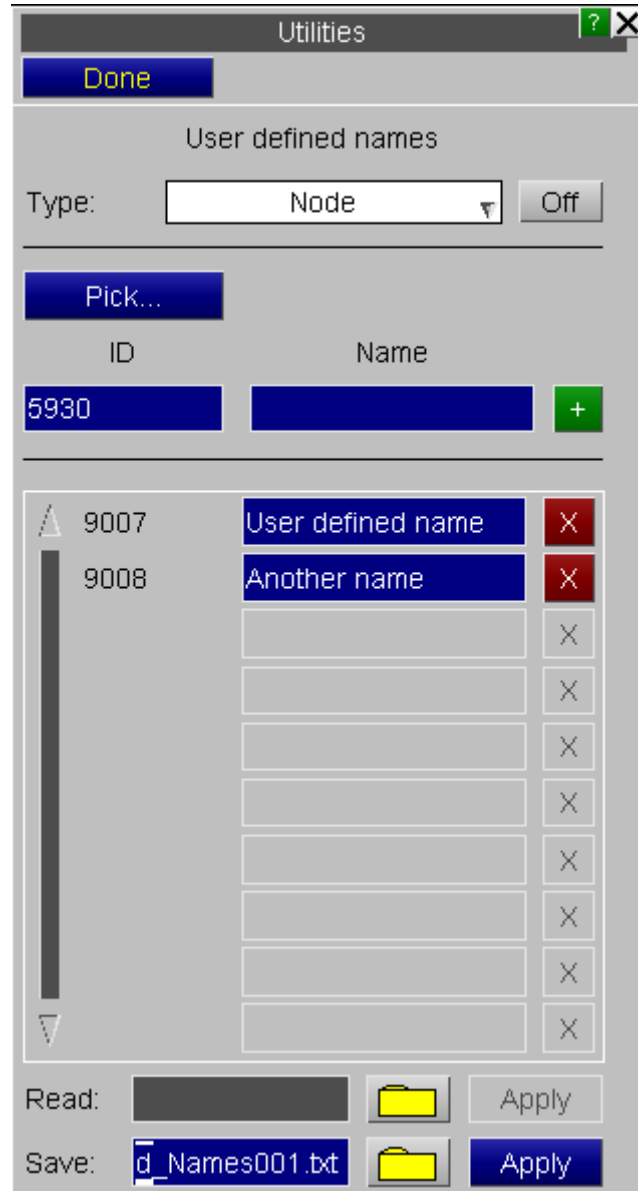 Utilities ? X
Done
User defined names
Type: Node Off
Pick...
ID Name
5930 +
9007 User defined name X
9008 Another name X
X
X
X
X
X
X
X
X
Read: Apply
Save: d_Names001.txt Apply